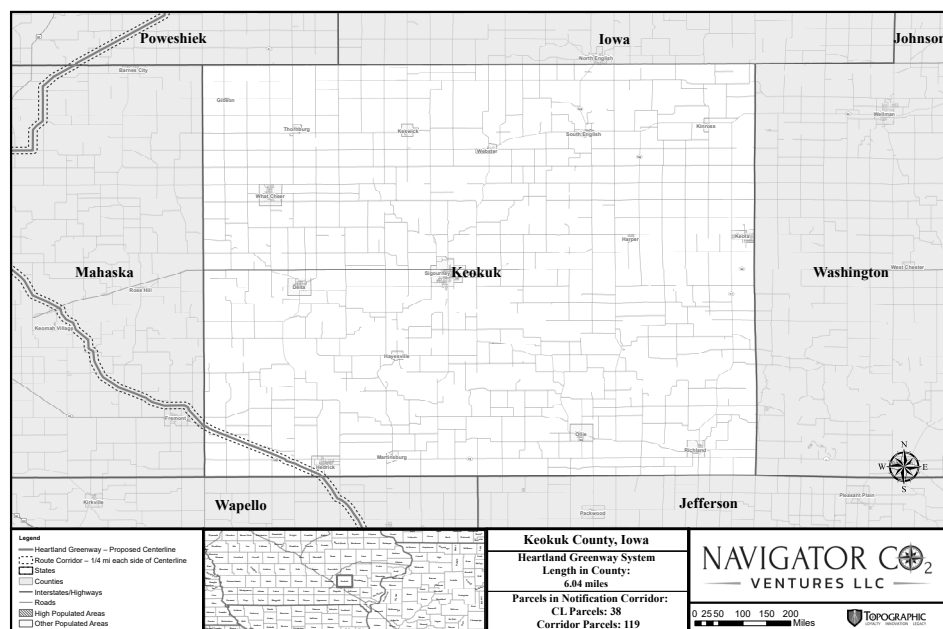 Poweshiek
Iowa
Johnson
Barnes City
North English
Gibson
Thornburg
Keswick
South English
Kinross
Wellman
Webster
What Cheer
Harper
Keota
Mahaska
Sigourney
Keokuk
Washington
West Chester
Rose Hill
Delta
Keomah Village
Hayesville
Fremont
Ollie
Richland
Hedrick
Martinsburg
N
W
E
S
Wapello
Jefferson
Kirkville
Packwood
Pleasant Plain
Legend
Heartland Greenway – Proposed Centerline
Route Corridor – 1/4 mi each side of Centerline
States
Counties
Interstates/Highways
Roads
High Populated Areas
Other Populated Areas
Keokuk County, Iowa
Heartland Greenway System
Length in County:
6.04 miles
Parcels in Notification Corridor:
CL Parcels: 38
Corridor Parcels: 119
NAVIGATOR CO2
VENTURES LLC
0 25 50 100 150 200
Miles
TOPOGRAPHIC
LOYALTY INNOVATION LEGACY